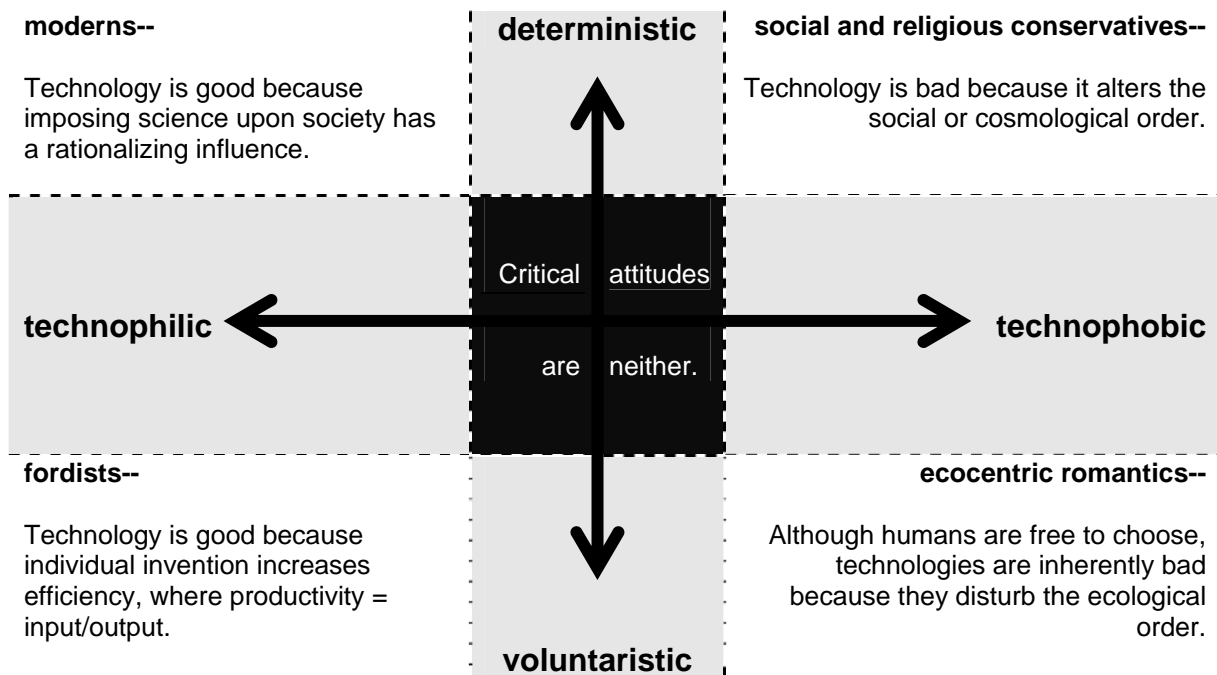 moderns--
Technology is good because
imposing science upon society has
a rationalizing influence.
deterministic
social and religious conservatives--
Technology is bad because it alters the
social or cosmological order.
technophilic
Critical attitudes
are neither.
technophobic
fordists--
Technology is good because
individual invention increases
efficiency, where productivity =
input/output.
voluntaristic
ecocentric romantics--
Although humans are free to choose,
technologies are inherently bad
because they disturb the ecological
order.